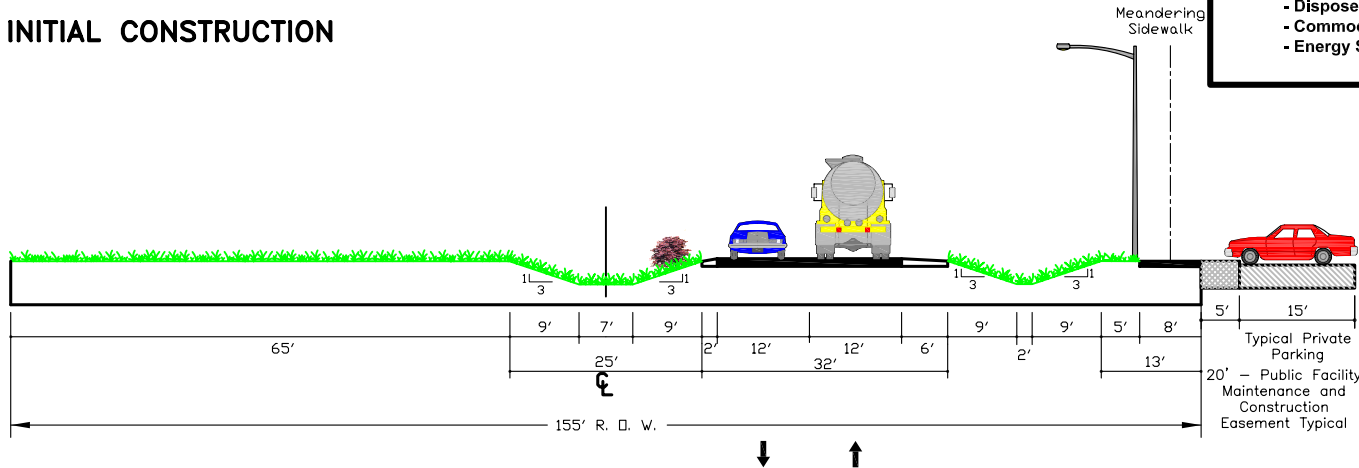 INITIAL CONSTRUCTION
Meandering
Sidewalk
- Dispose
- Commod
- Energy S
1
3
3
1
1
3
3
1
65'
9'
7'
9'
2'
12'
12'
6'
9'
2'
9'
5'
8'
5'
15'
25'
32'
13'
℄
155' R. O. W.
Typical Private
Parking
20' - Public Facility
Maintenance and
Construction
Easement Typical